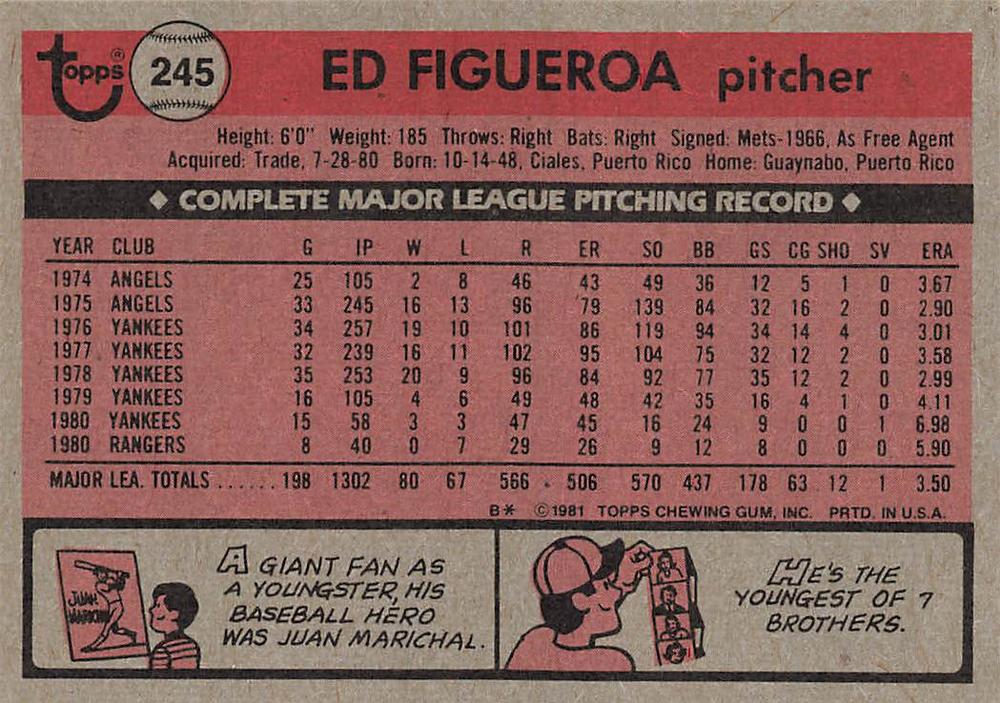 Topps® 245 ED FIGUEROA pitcher
Height: 6'0" Weight: 185 Throws: Right Bats: Right Signed: Mets-1966, As Free Agent
Acquired: Trade, 7-28-80 Born: 10-14-48, Ciales, Puerto Rico Home: Guaynabo, Puerto Rico
◆ COMPLETE MAJOR LEAGUE PITCHING RECORD ◆
YEAR CLUB G IP W L R ER SO BB GS CG SHO SV ERA
1974 ANGELS 25 105 2 8 46 43 49 36 12 5 1 0 3.67
1975 ANGELS 33 245 16 13 96 79 139 84 32 16 2 0 2.90
1976 YANKEES 34 257 19 10 101 86 119 94 34 14 4 0 3.01
1977 YANKEES 32 239 16 11 102 95 104 75 32 12 2 0 3.58
1978 YANKEES 35 253 20 9 96 84 92 77 35 12 2 0 2.99
1979 YANKEES 16 105 4 6 49 48 42 35 16 4 1 0 4.11
1980 YANKEES 15 58 3 3 47 45 16 24 9 0 0 1 6.98
1980 RANGERS 8 40 0 7 29 26 9 12 8 0 0 0 5.90
MAJOR LEA. TOTALS ...... 198 1302 80 67 566 506 570 437 178 63 12 1 3.50
B* ©1981 TOPPS CHEWING GUM, INC. PRTD. IN U.S.A.
JUAN
MARICHAL
A GIANT FAN AS
A YOUNGSTER, HIS
BASEBALL HERO
WAS JUAN MARICHAL.
HE'S THE
YOUNGEST OF 7
BROTHERS.